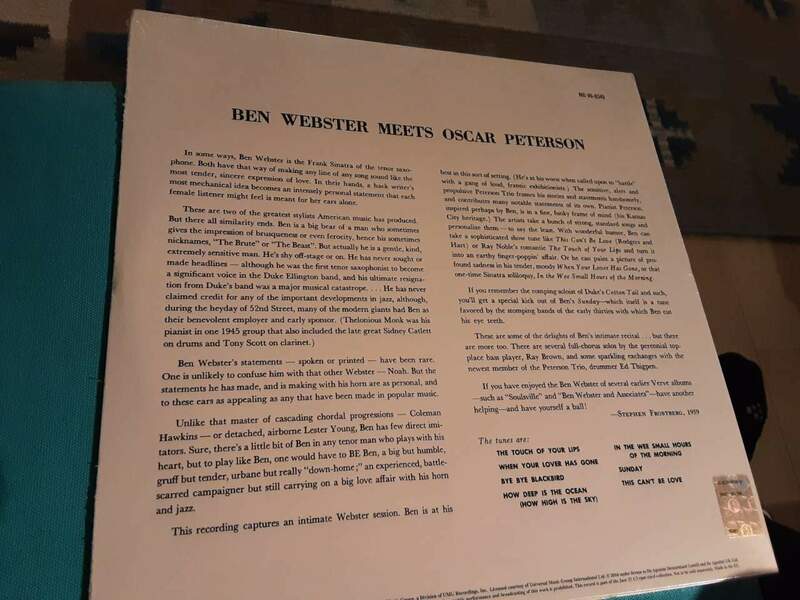 BEN WEBSTER MEETS OSCAR PETERSON
In some ways, Ben Webster is the Frank Sinatra of the tenor saxo-
phone. Both have that way of making any line of any song sound like the
most tender, sincere expression of love. In their hands, a hack writer's
most mechanical idea becomes an intensely personal statement that each
female listener might feel is meant for her ears alone.
These are two of the greatest stylists American music has produced.
But there all similarity ends. Ben is a big bear of a man who sometimes
gives the impression of brusqueness or even ferocity, hence his sometimes
nicknames, "The Brute" or "The Beast". But actually he is a gentle, kind,
extremely sensitive man. He's shy off-stage or on. He has never sought or
made headlines — although he was the first tenor saxophonist to become
a significant voice in the Duke Ellington band, and his ultimate resigna-
tion from Duke's band was a major musical catastrope. . . . He has never
claimed credit for any of the important developments in jazz, although,
during the heyday of 52nd Street, many of the modern giants had Ben as
their benevolent employer and early sponsor. (Thelonious Monk was his
pianist in one 1945 group that also included the late great Sidney Catlett
on drums and Tony Scott on clarinet.)
Ben Webster's statements — spoken or printed — have been rare.
One is unlikely to confuse him with that other Webster — Noah. But the
statements he has made, and is making with his horn are as personal, and
to these ears as appealing as any that have been made in popular music.
Unlike that master of cascading chordal progressions — Coleman
Hawkins — or detached, airborne Lester Young, Ben has few direct imi-
tators. Sure, there's a little bit of Ben in any tenor man who plays with his
heart, but to play like Ben, one would have to BE Ben, a big but humble,
gruff but tender, urbane but really "down-home;" an experienced, battle-
scarred campaigner but still carrying on a big love affair with his horn
and jazz.
This recording captures an intimate Webster session. Ben is at his
best in this sort of setting. (He's at his worst when called upon to "battle"
with a gang of loud, frantic exhibitionists.) The sensitive, alert and
propulsive Peterson Trio frames his stories and statements handsomely,
and contributes many notable statements of its own. Pianist Peterson,
inspired perhaps by Ben, is in a fine, funky frame of mind (his Kansas
City heritage.) The artists take a bunch of strong, standard songs and
personalize them — to say the least. With wonderful humor, Ben can
take a sophisticated show tune like This Can't Be Love (Rodgers and
Hart) or Ray Noble's romantic The Touch of Your Lips and turn it
into an earthy finger-poppin' affair. Or he can paint a picture of pro-
found sadness in his tender, moody When Your Lover Has Gone, or that
one-time Sinatra soliloquy, In the Wee Small Hours of the Morning
If you remember the romping soloist of Duke's Cotton Tail and such,
you'll get a special kick out of Ben's Sunday—which itself is a tune
favored by the stomping bands of the early thirties with which Ben cut
his eye teeth.
These are some of the delights of Ben's intimate recital . . . but there
are more too. There are several full-chorus solos by the perennial top-
place bass player, Ray Brown, and some sparkling exchanges with the
newest member of the Peterson Trio, drummer Ed Thigpen.
If you have enjoyed the Ben Webster of several earlier Verve albums
—such as "Soulville" and "Ben Webster and Associates"—have another
helping—and have yourself a ball!
—STEPHEN FROSTBERG, 1959
The tunes are:
THE TOUCH OF YOUR LIPS
WHEN YOUR LOVER HAS GONE
BYE BYE BLACKBIRD
HOW DEEP IS THE OCEAN
(HOW HIGH IS THE SKY)
IN THE WEE SMALL HOURS
OF THE MORNING
SUNDAY
THIS CAN'T BE LOVE